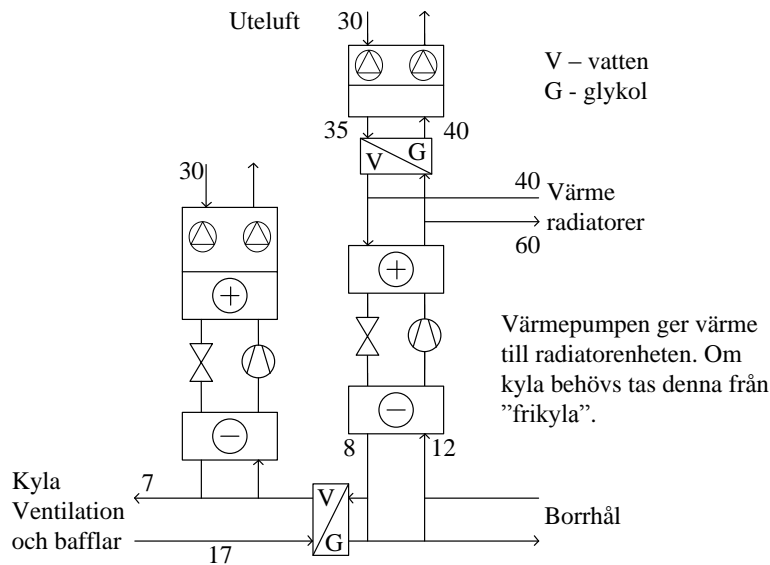 Uteluft
30
V – vatten
G - glykol
35
40
V
G
30
40
Värme
radiatorer
60
Värmepumpen ger värme
till radiatorenheten. Om
kyla behövs tas denna från
”frikyla”.
8
12
Kyla
7
Ventilation
och bafflar
17
V
G
Borrhål